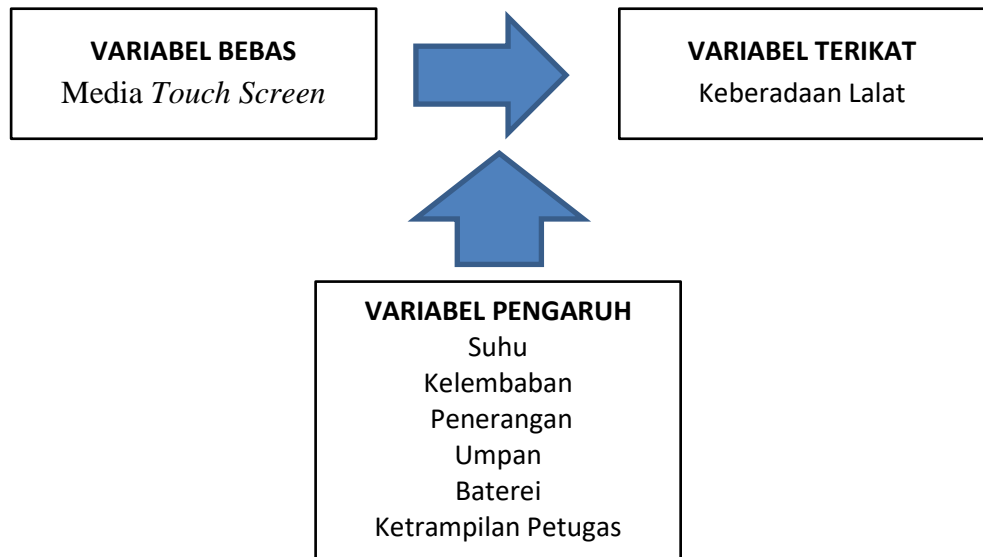 VARIABEL BEBAS
Media Touch Screen
VARIABEL TERIKAT
Keberadaan Lalat
VARIABEL PENGARUH
Suhu
Kelembaban
Penerangan
Umpan
Baterei
Ketrampilan Petugas